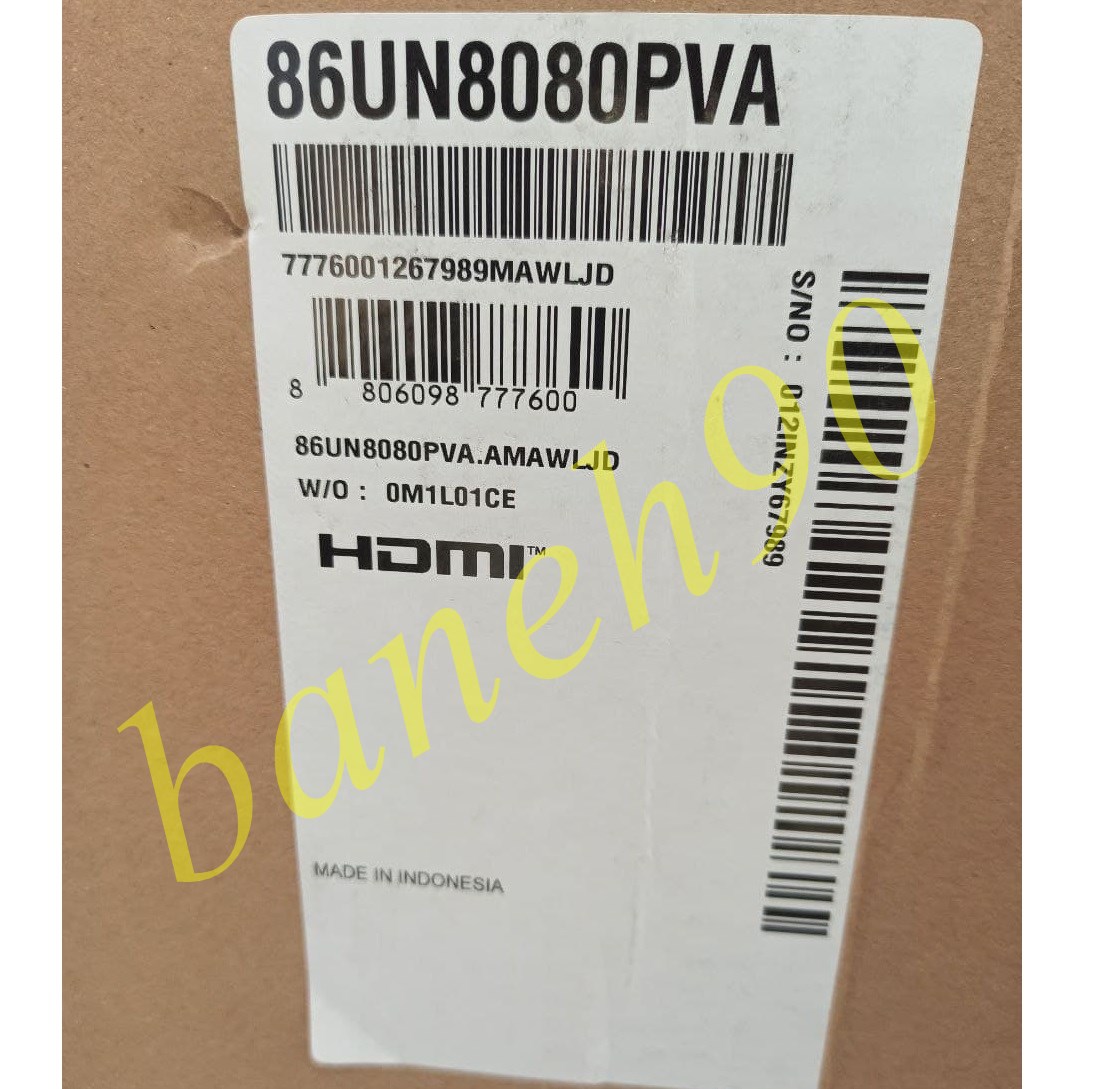 86UN8080PVA
7776001267989MAWLJD
8 806098 777600
86UN8080PVA.AMAWLJD
W/O : 0M1L01CE
HDMI™
S/NO : 012INZY67989
MADE IN INDONESIA
baneh90